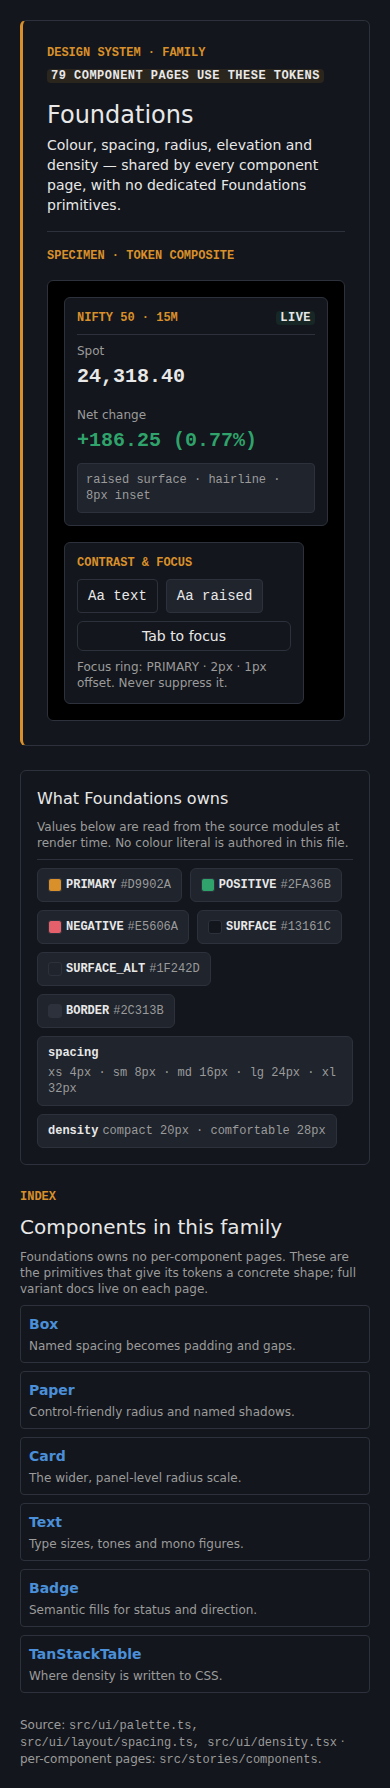 DESIGN SYSTEM · FAMILY
79 COMPONENT PAGES USE THESE TOKENS
Foundations
Colour, spacing, radius, elevation and
density — shared by every component
page, with no dedicated Foundations
primitives.
SPECIMEN · TOKEN COMPOSITE
NIFTY 50 · 15M LIVE
Spot
24,318.40
Net change
+186.25 (0.77%)
raised surface · hairline ·
8px inset
CONTRAST & FOCUS
Aa text Aa raised
Tab to focus
Focus ring: PRIMARY · 2px · 1px
offset. Never suppress it.
What Foundations owns
Values below are read from the source modules at
render time. No colour literal is authored in this file.
PRIMARY #D9902A POSITIVE #2FA36B
NEGATIVE #E5606A SURFACE #13161C
SURFACE_ALT #1F242D
BORDER #2C313B
spacing
xs 4px · sm 8px · md 16px · lg 24px · xl
32px
density compact 20px · comfortable 28px
INDEX
Components in this family
Foundations owns no per-component pages. These are
the primitives that give its tokens a concrete shape; full
variant docs live on each page.
Box
Named spacing becomes padding and gaps.
Paper
Control-friendly radius and named shadows.
Card
The wider, panel-level radius scale.
Text
Type sizes, tones and mono figures.
Badge
Semantic fills for status and direction.
TanStackTable
Where density is written to CSS.
Source: src/ui/palette.ts,
src/ui/layout/spacing.ts, src/ui/density.tsx ·
per-component pages: src/stories/components.